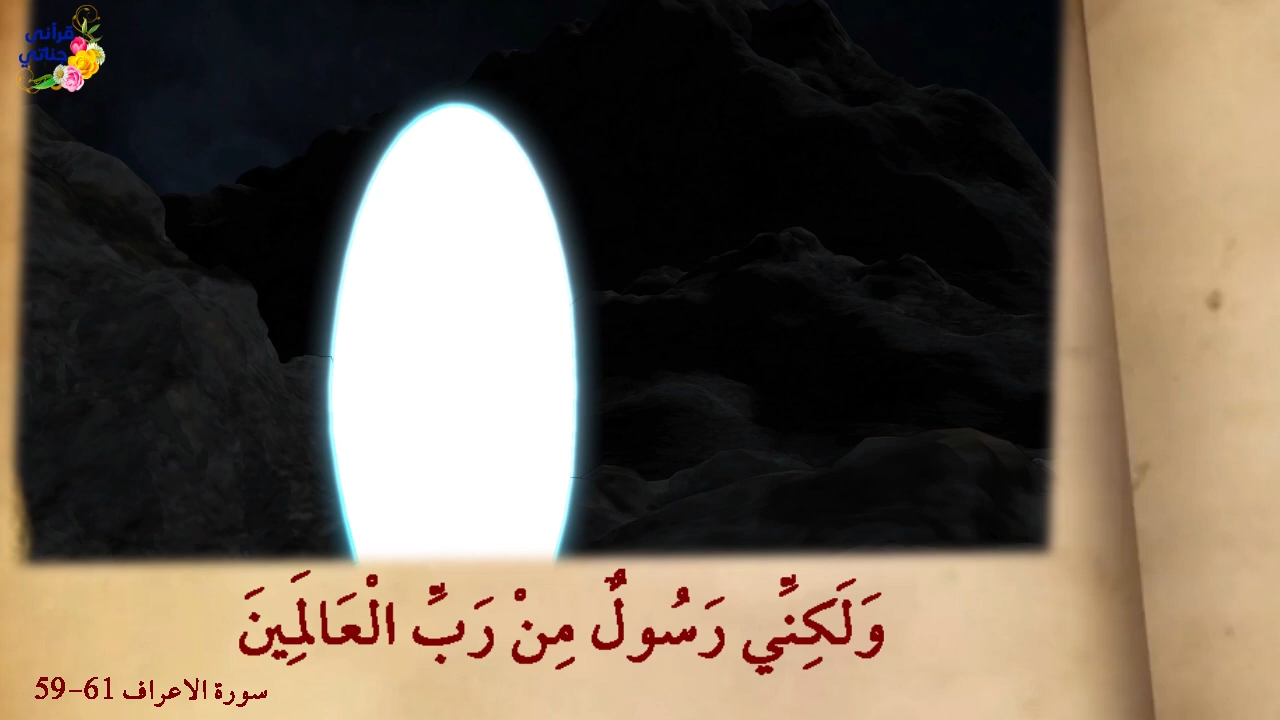 قرآني
جناتي
وَلَكِنِّي رَسُولٌ مِنْ رَبِّ الْعَالَمِينَ
سورة الاعراف 61-59